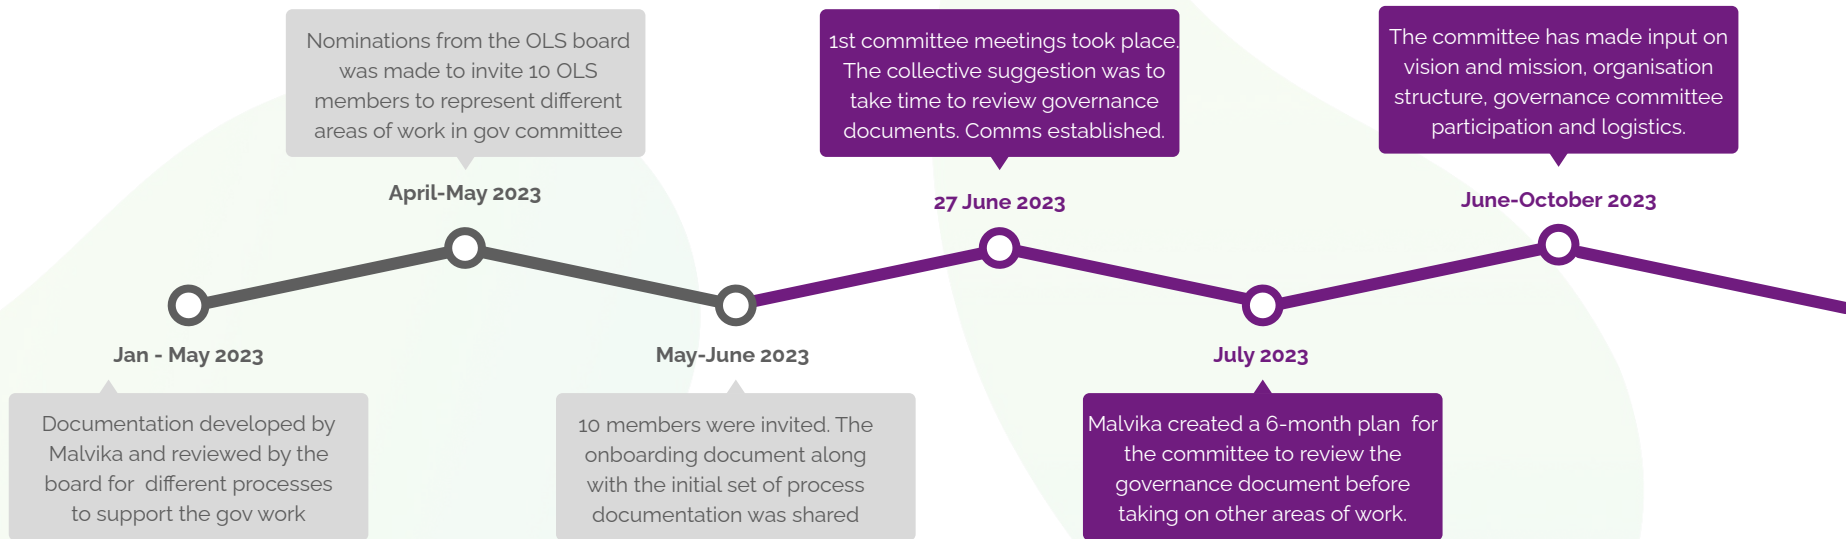 Nominations from the OLS board
was made to invite 10 OLS
members to represent different
areas of work in gov committee
April-May 2023
1st committee meetings took place.
The collective suggestion was to
take time to review governance
documents. Comms established.
27 June 2023
The committee has made input on
vision and mission, organisation
structure, governance committee
participation and logistics.
June-October 2023
Jan - May 2023
Documentation developed by
Malvika and reviewed by the
board for  different processes
to support the gov work
May-June 2023
10 members were invited. The
onboarding document along
with the initial set of process
documentation was shared
July 2023
Malvika created a 6-month plan  for
the committee to review the
governance document before
taking on other areas of work.